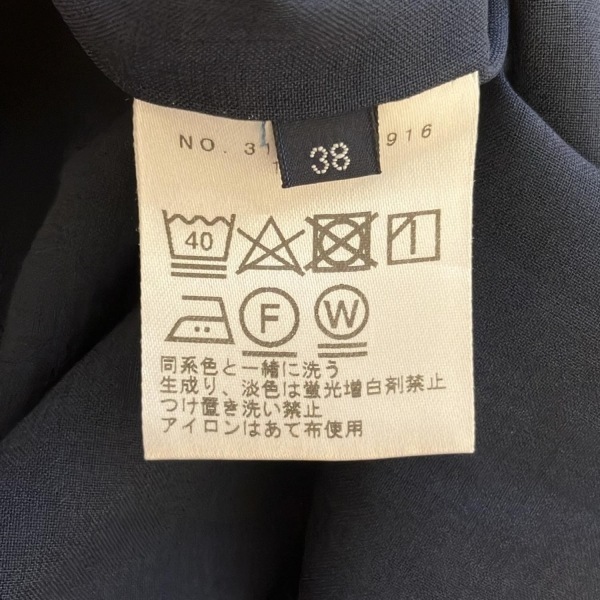 NO. 31 916
38
40
1
F W
同系色と一緒に洗う
生成り、淡色は蛍光増白剤禁止
つけ置き洗い禁止
アイロンはあて布使用